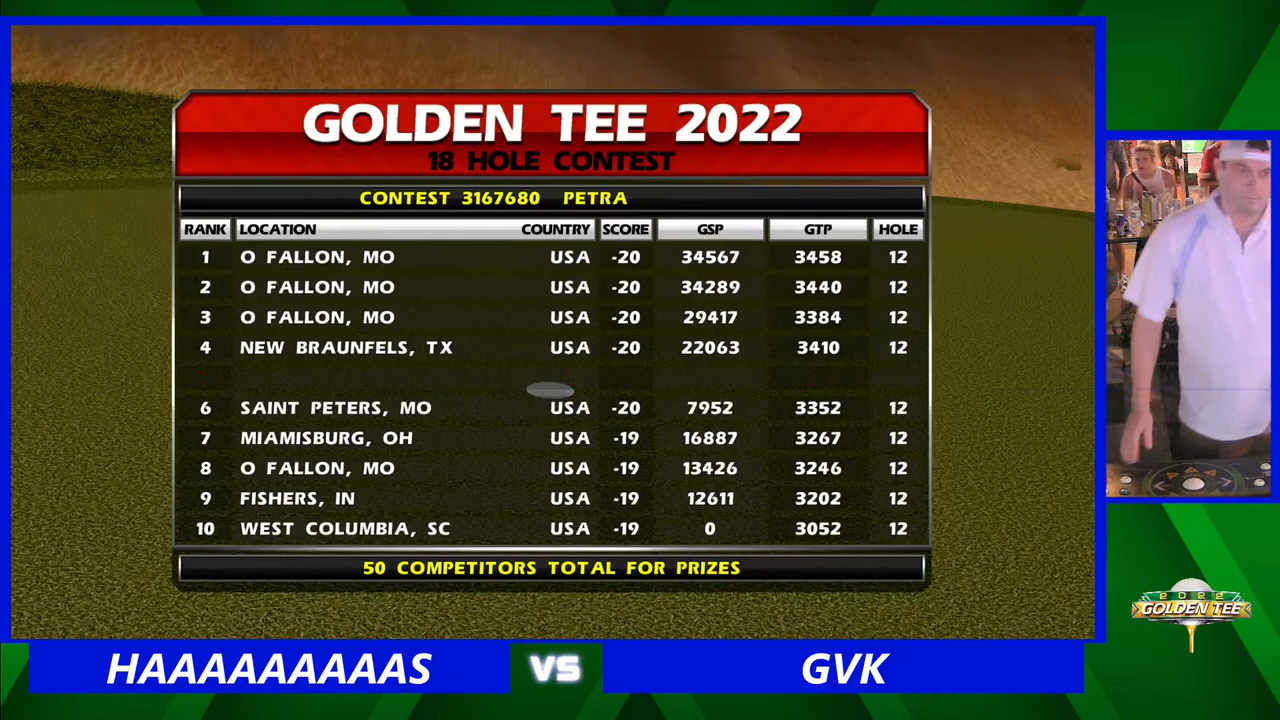 GOLDEN TEE 2022
18 HOLE CONTEST
CONTEST 3167680 PETRA
RANK LOCATION COUNTRY SCORE GSP GTP HOLE
1 O FALLON, MO USA -20 34567 3458 12
2 O FALLON, MO USA -20 34289 3440 12
3 O FALLON, MO USA -20 29417 3384 12
4 NEW BRAUNFELS, TX USA -20 22063 3410 12
6 SAINT PETERS, MO USA -20 7952 3352 12
7 MIAMISBURG, OH USA -19 16887 3267 12
8 O FALLON, MO USA -19 13426 3246 12
9 FISHERS, IN USA -19 12611 3202 12
10 WEST COLUMBIA, SC USA -19 0 3052 12
50 COMPETITORS TOTAL FOR PRIZES
2022
GOLDEN TEE
HAAAAAAAAAS VS GVK